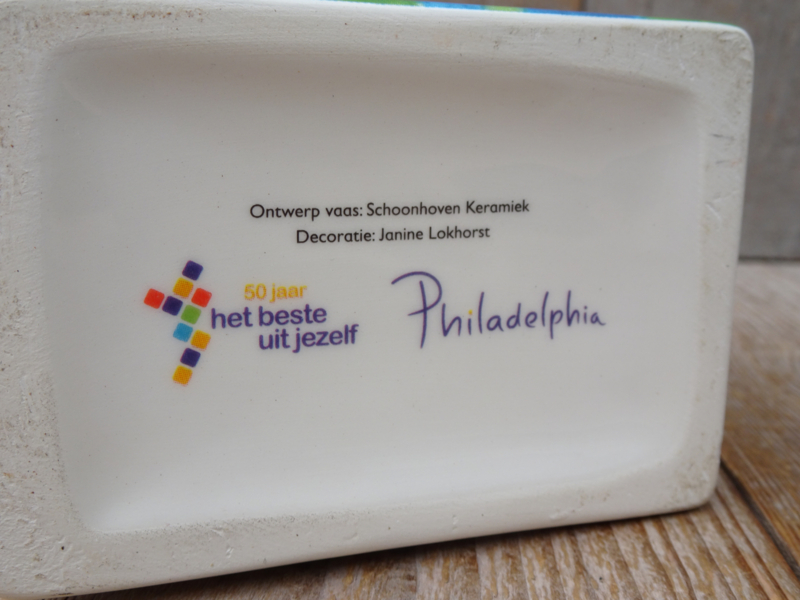 Ontwerp vaas: Schoonhoven Keramiek
Decoratie: Janine Lokhorst
50 jaar
het beste
uit jezelf
Philadelphia